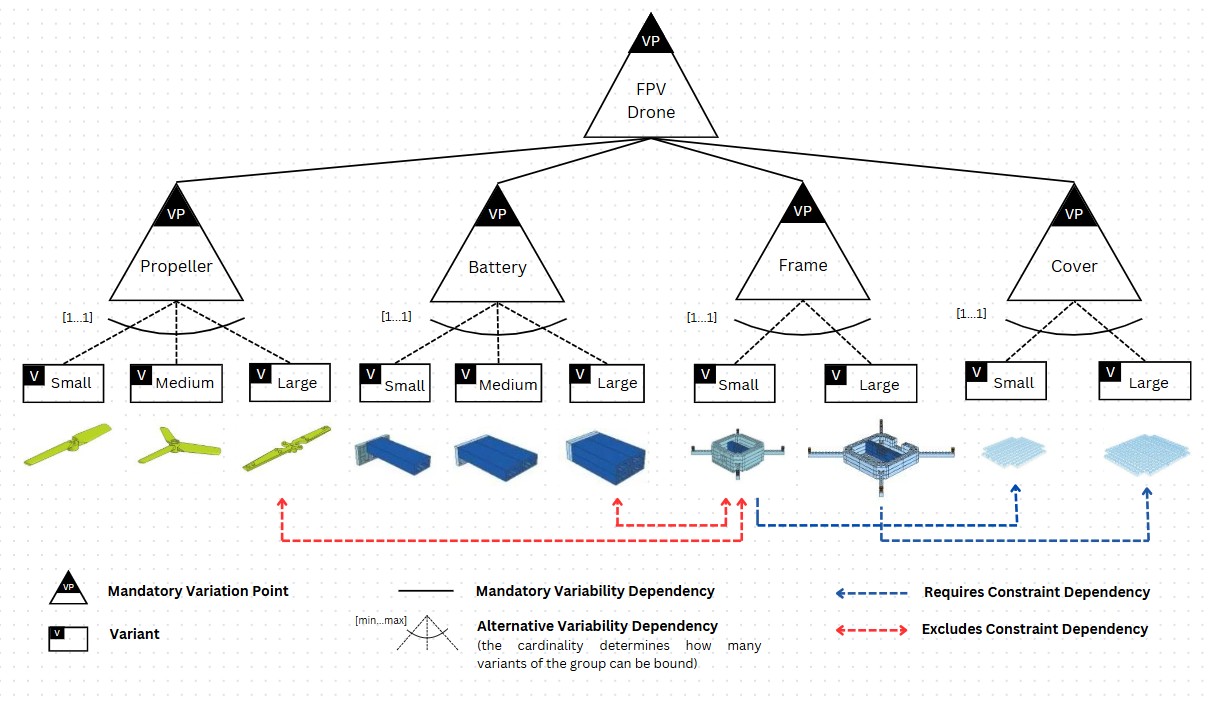 VP
FPV
Drone
VP
Propeller
VP
Battery
VP
Frame
VP
Cover
[1...1]
[1...1]
[1...1]
[1...1]
V Small
V Medium
V Large
V Small
V Medium
V Large
V Small
V Large
V Small
V Large
VP
Mandatory Variation Point
V
Variant
Mandatory Variability Dependency
[min...max]
Alternative Variability Dependency
(the cardinality determines how many
variants of the group can be bound)
Requires Constraint Dependency
Excludes Constraint Dependency